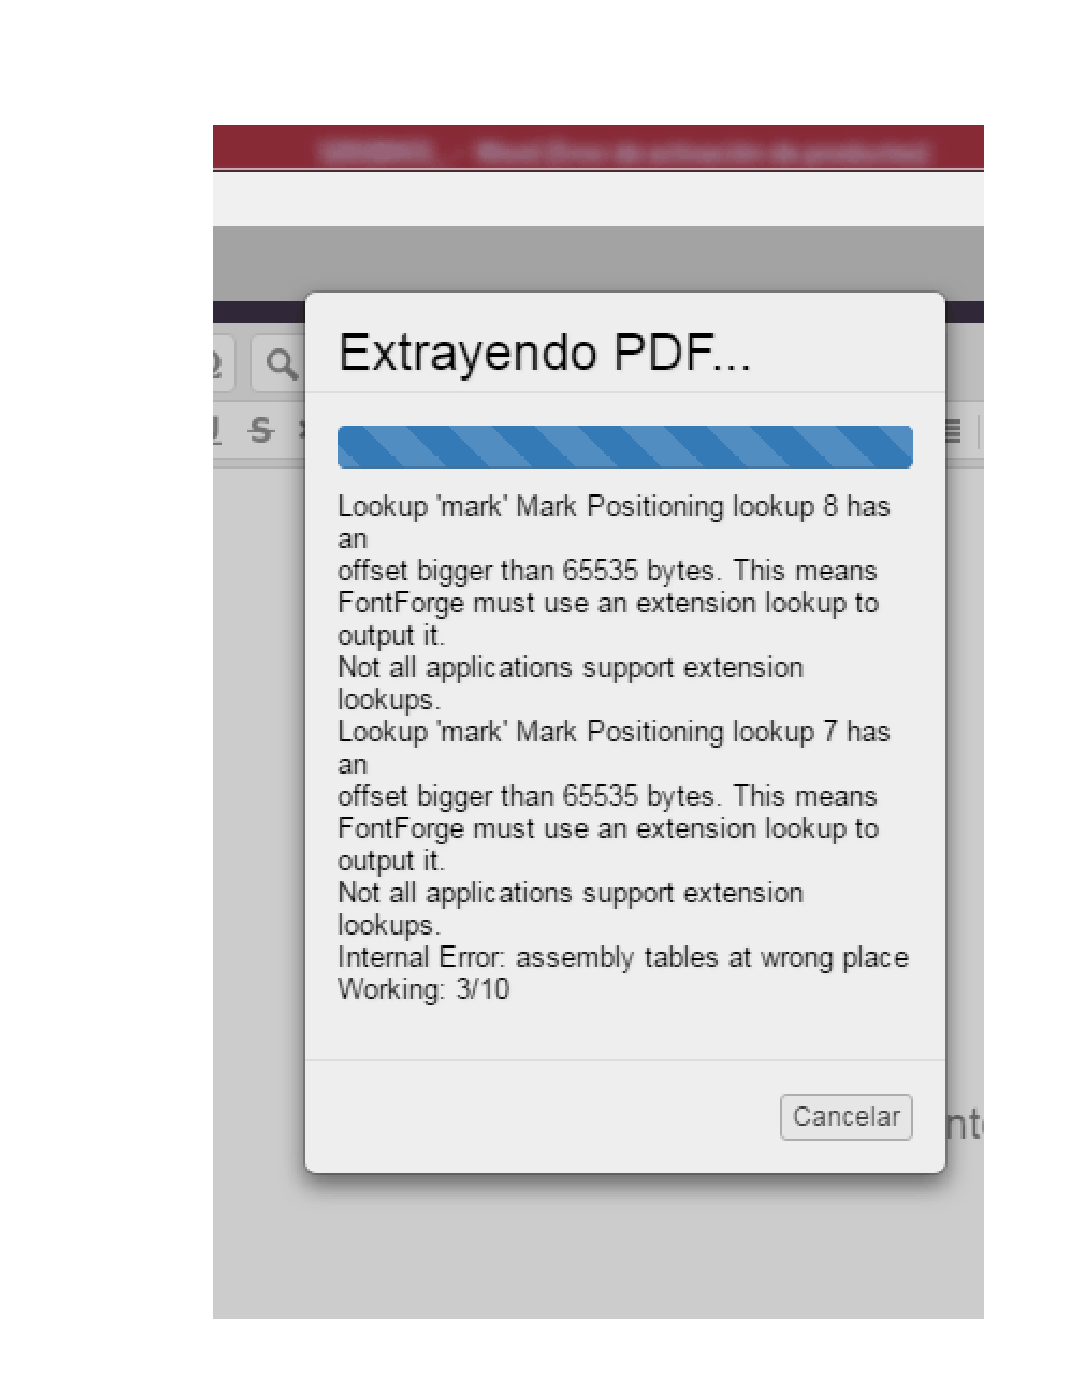 Extrayendo PDF...
Lookup 'mark' Mark Positioning lookup 8 has
an
offset bigger than 65535 bytes. This means
FontForge must use an extension lookup to
output it.
Not all applications support extension
lookups.
Lookup 'mark' Mark Positioning lookup 7 has
an
offset bigger than 65535 bytes. This means
FontForge must use an extension lookup to
output it.
Not all applications support extension
lookups.
Internal Error: assembly tables at wrong place
Working: 3/10
Cancelar